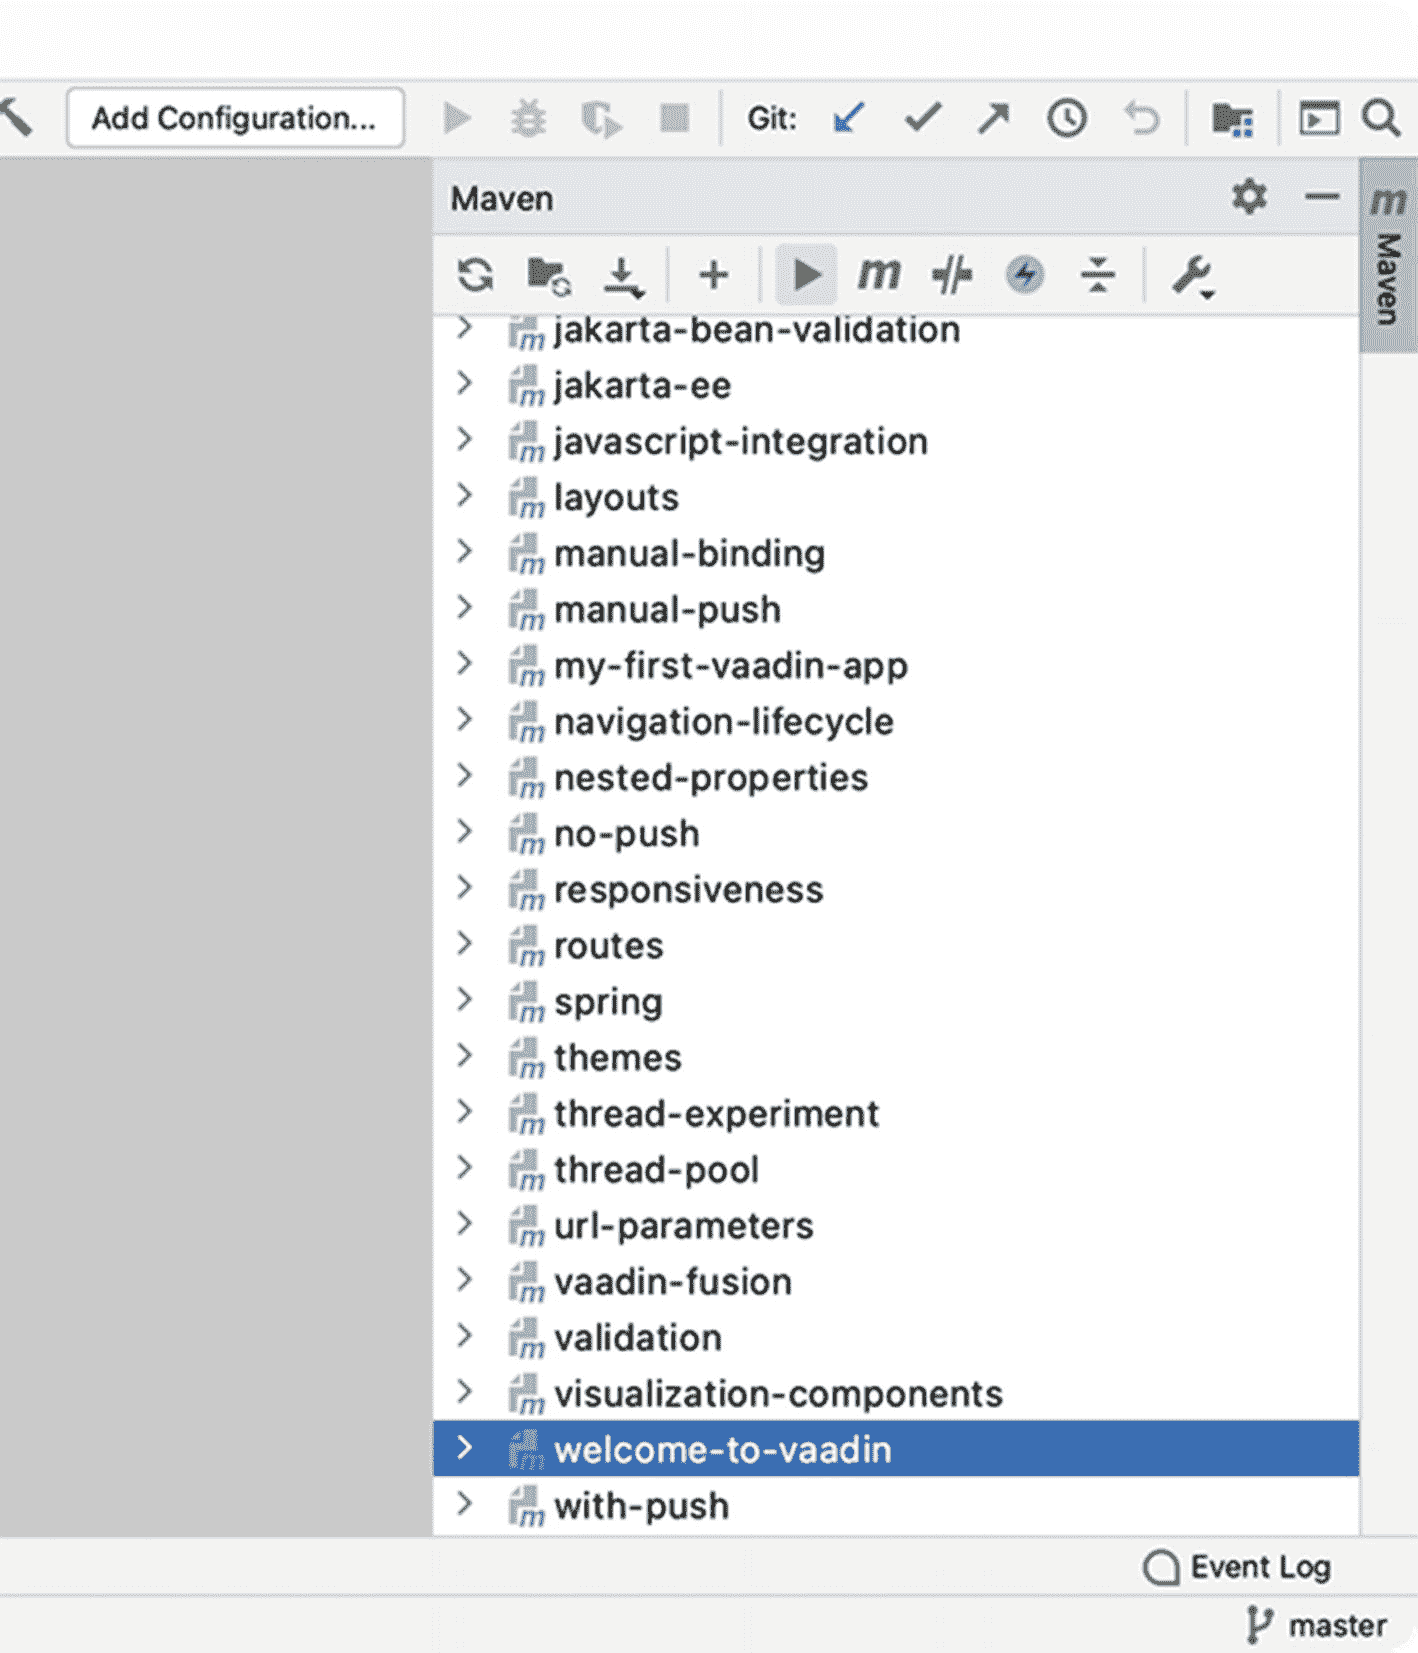 Add Configuration... Git:
Maven
Maven
m
jakarta-bean-validation
jakarta-ee
javascript-integration
layouts
manual-binding
manual-push
my-first-vaadin-app
navigation-lifecycle
nested-properties
no-push
responsiveness
routes
spring
themes
thread-experiment
thread-pool
url-parameters
vaadin-fusion
validation
visualization-components
welcome-to-vaadin
with-push
Event Log
master